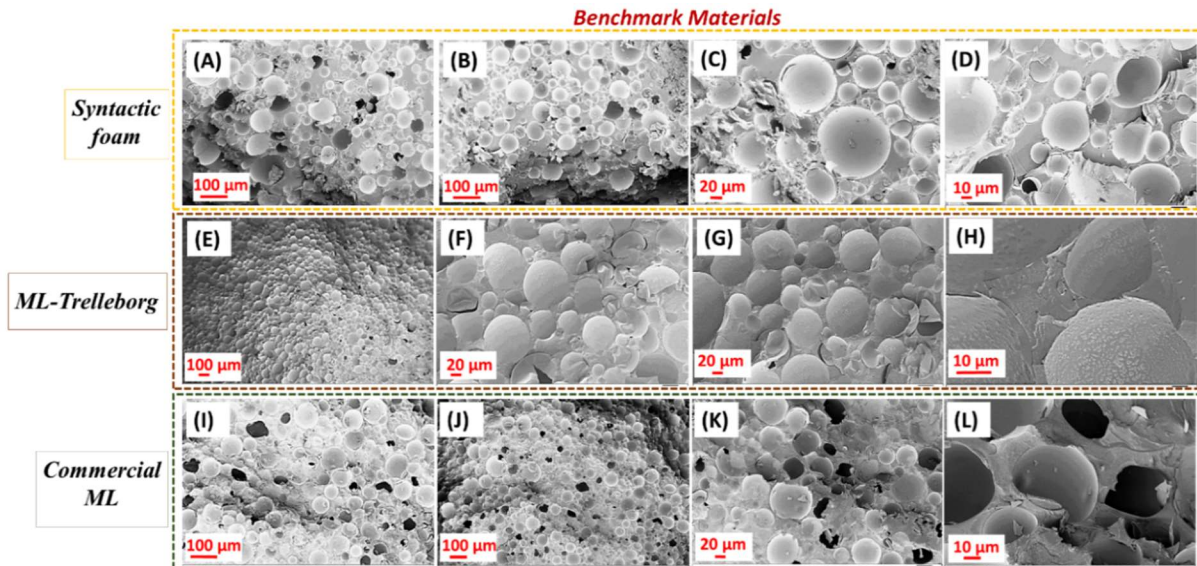 Benchmark Materials
Syntactic
foam
(A)
100 μm
(B)
100 μm
(C)
20 μm
(D)
10 μm
ML-Trelleborg
(E)
100 μm
(F)
20 μm
(G)
20 μm
(H)
10 μm
Commercial
ML
(I)
100 μm
(J)
100 μm
(K)
20 μm
(L)
10 μm